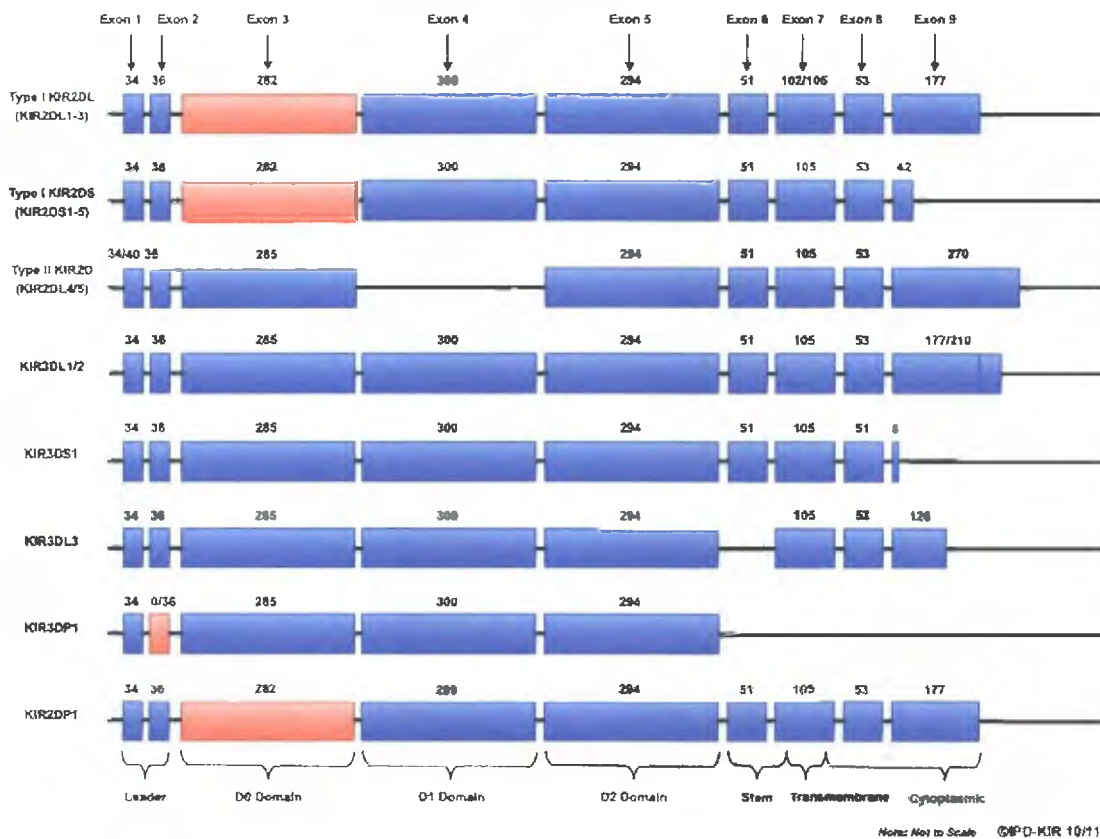 Exon 1 Exon 2 Exon 3 Exon 4 Exon 5 Exon 6 Exon 7 Exon 8 Exon 9
34 36 282 300 294 51 102/105 53 177
Type I KIR2DL
(KIR2DL1-3)
34 36 282 300 294 51 105 53 42
Type I KIR2DS
(KIR2DS1-5)
34/40 36 285 294 51 105 53 270
Type II KIR2D
(KIR2DL4/5)
34 36 285 300 294 51 105 53 177/210
KIR3DL1/2
34 36 285 300 294 51 105 51 8
KIR3DS1
34 36 285 300 294 105 53 126
KIR3DL3
34 0/36 285 300 294
KIR3DP1
34 36 282 299 294 51 105 53 177
KIR2DP1
Leader D0 Domain D1 Domain D2 Domain Stem Transmembrane Cytoplasmic
Note: Not to Scale ©IPD-KIR 10/11